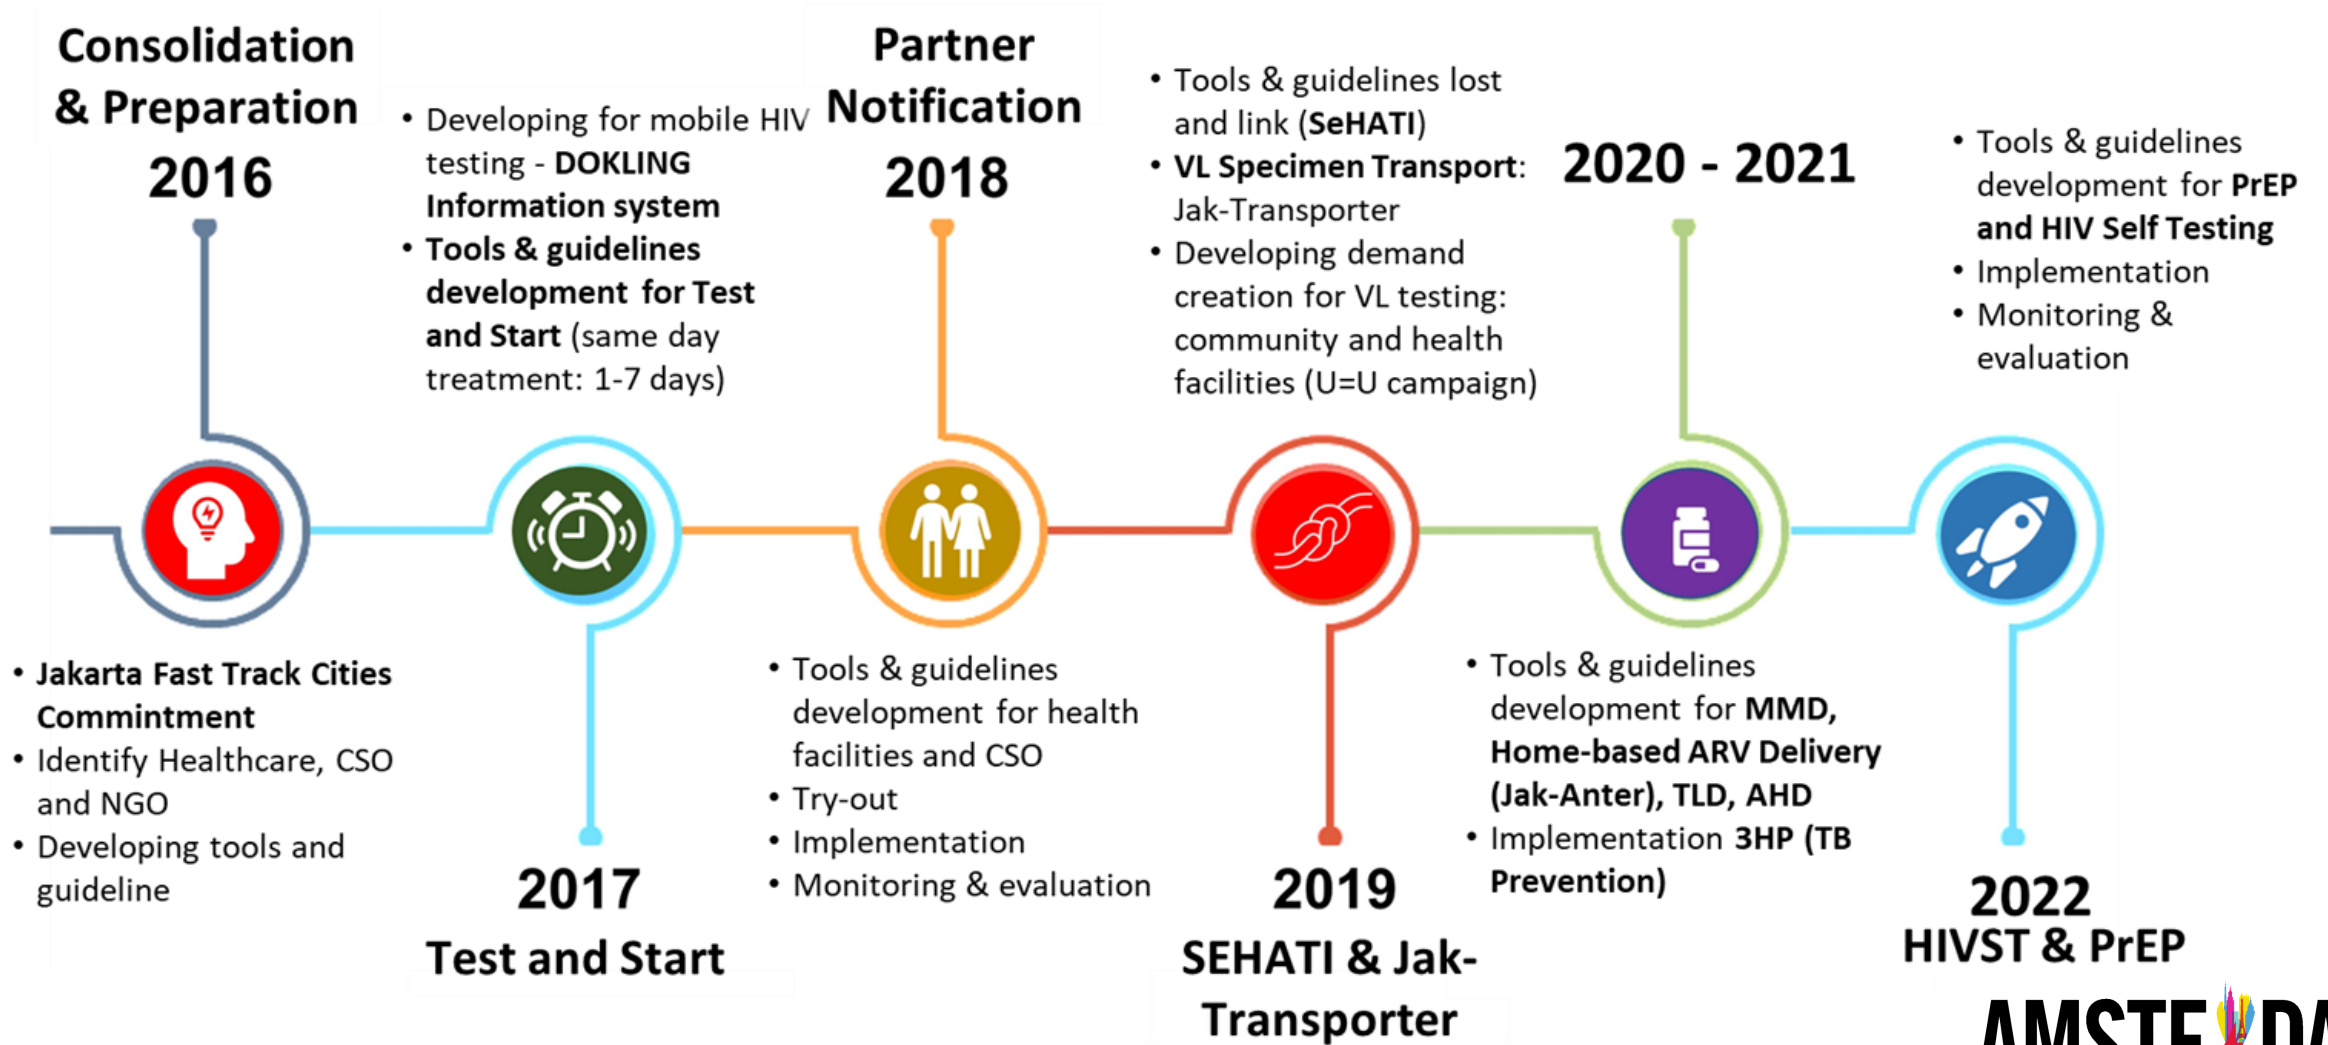 Consolidation
& Preparation
2016
• Jakarta Fast Track Cities
Commintment
• Identify Healthcare, CSO
and NGO
• Developing tools and
guideline
• Developing for mobile HIV
testing - DOKLING
Information system
• Tools & guidelines
development for Test
and Start (same day
treatment: 1-7 days)
2017
Test and Start
Partner
Notification
2018
• Tools & guidelines
development for health
facilities and CSO
• Try-out
• Implementation
• Monitoring & evaluation
• Tools & guidelines lost
and link (SeHATI)
• VL Specimen Transport:
Jak-Transporter
• Developing demand
creation for VL testing:
community and health
facilities (U=U campaign)
2019
SEHATI & Jak-
Transporter
2020 - 2021
• Tools & guidelines
development for MMD,
Home-based ARV Delivery
(Jak-Anter), TLD, AHD
• Implementation 3HP (TB
Prevention)
• Tools & guidelines
development for PrEP
and HIV Self Testing
• Implementation
• Monitoring &
evaluation
2022
HIVST & PrEP